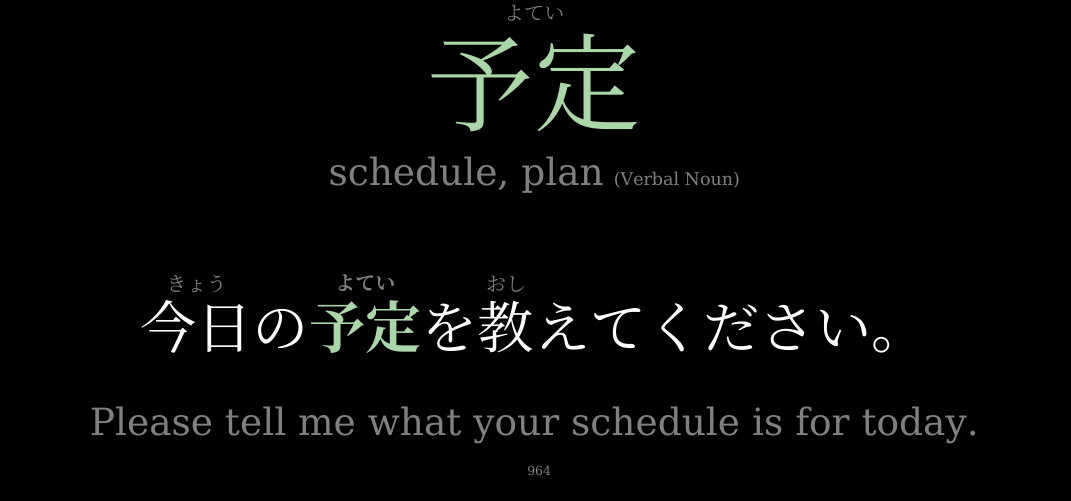 よてい
予定
schedule, plan (Verbal Noun)
きょう よてい おし
今日の予定を教えてください。
Please tell me what your schedule is for today.
964